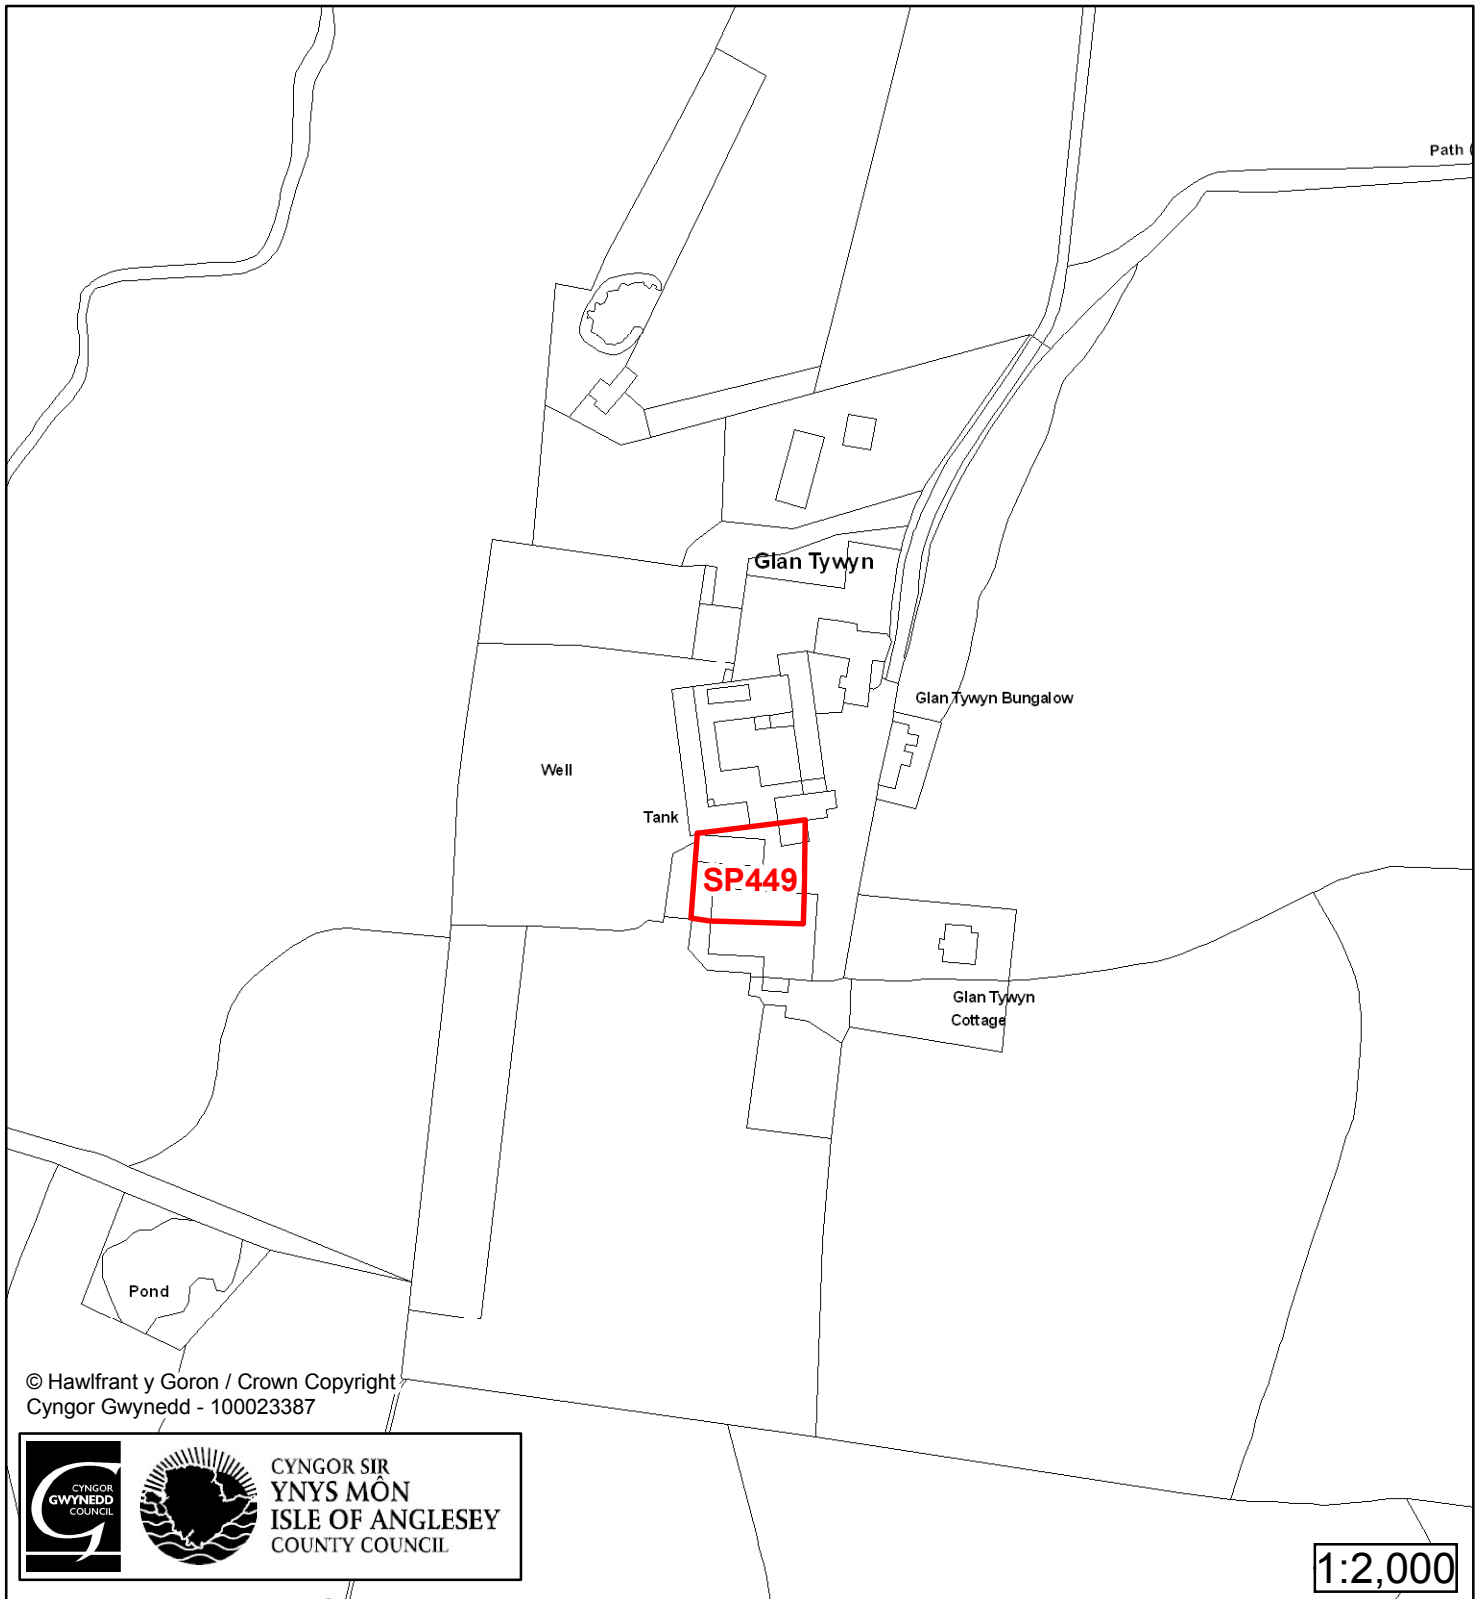 Path (
Glan Tywyn
Glan Tywyn Bungalow
Well
Tank
SP449
Glan Tywyn
Cottage
Pond
© Hawlfrant y Goron / Crown Copyright
Cyngor Gwynedd - 100023387
CYNGOR
GWYNEDD
COUNCIL
CYNGOR SIR
YNYS MÔN
ISLE OF ANGLESEY
COUNTY COUNCIL
1:2,000